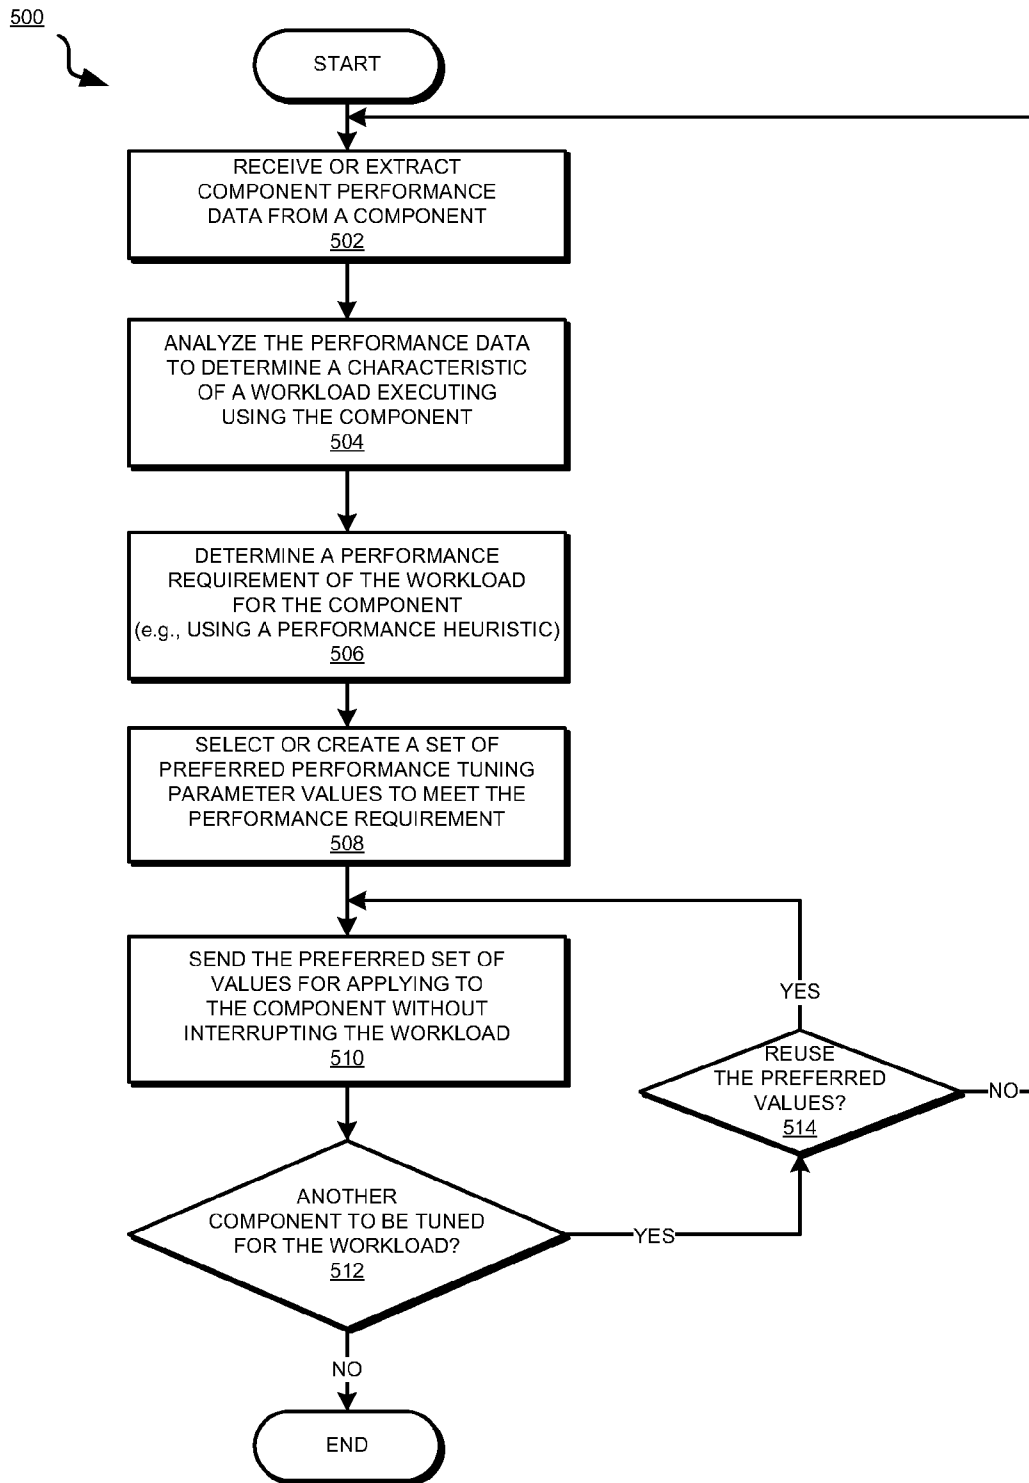 500
START
RECEIVE OR EXTRACT
COMPONENT PERFORMANCE
DATA FROM A COMPONENT
502
ANALYZE THE PERFORMANCE DATA
TO DETERMINE A CHARACTERISTIC
OF A WORKLOAD EXECUTING
USING THE COMPONENT
504
DETERMINE A PERFORMANCE
REQUIREMENT OF THE WORKLOAD
FOR THE COMPONENT
(e.g., USING A PERFORMANCE HEURISTIC)
506
SELECT OR CREATE A SET OF
PREFERRED PERFORMANCE TUNING
PARAMETER VALUES TO MEET THE
PERFORMANCE REQUIREMENT
508
SEND THE PREFERRED SET OF
VALUES FOR APPLYING TO
THE COMPONENT WITHOUT
INTERRUPTING THE WORKLOAD
510
YES
REUSE
THE PREFERRED
VALUES?
514
NO
ANOTHER
COMPONENT TO BE TUNED
FOR THE WORKLOAD?
512
YES
NO
END